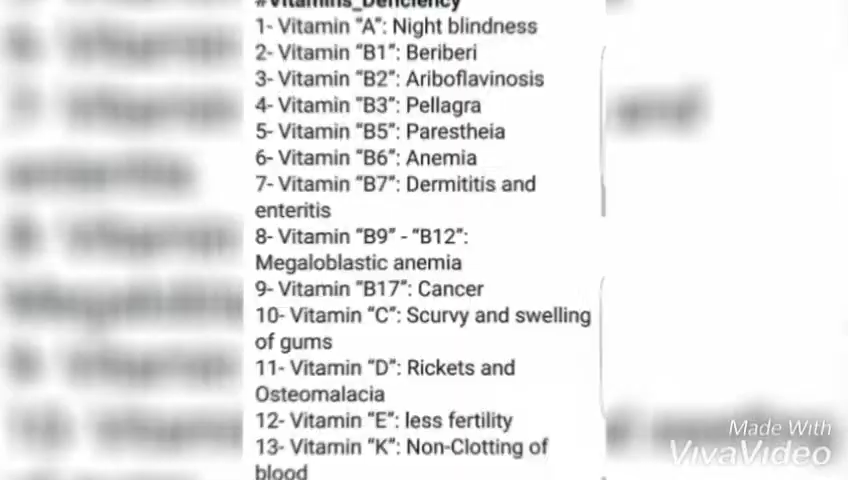 #Vitamins_Deficiency
1- Vitamin "A": Night blindness
2- Vitamin "B1": Beriberi
3- Vitamin "B2": Ariboflavinosis
4- Vitamin "B3": Pellagra
5- Vitamin "B5": Parestheia
6- Vitamin "B6": Anemia
7- Vitamin "B7": Dermititis and
enteritis
8- Vitamin "B9" - "B12":
Megaloblastic anemia
9- Vitamin "B17": Cancer
10- Vitamin "C": Scurvy and swelling
of gums
11- Vitamin "D": Rickets and
Osteomalacia
12- Vitamin "E": less fertility
13- Vitamin "K": Non-Clotting of
blood
Made With
VivaVideo